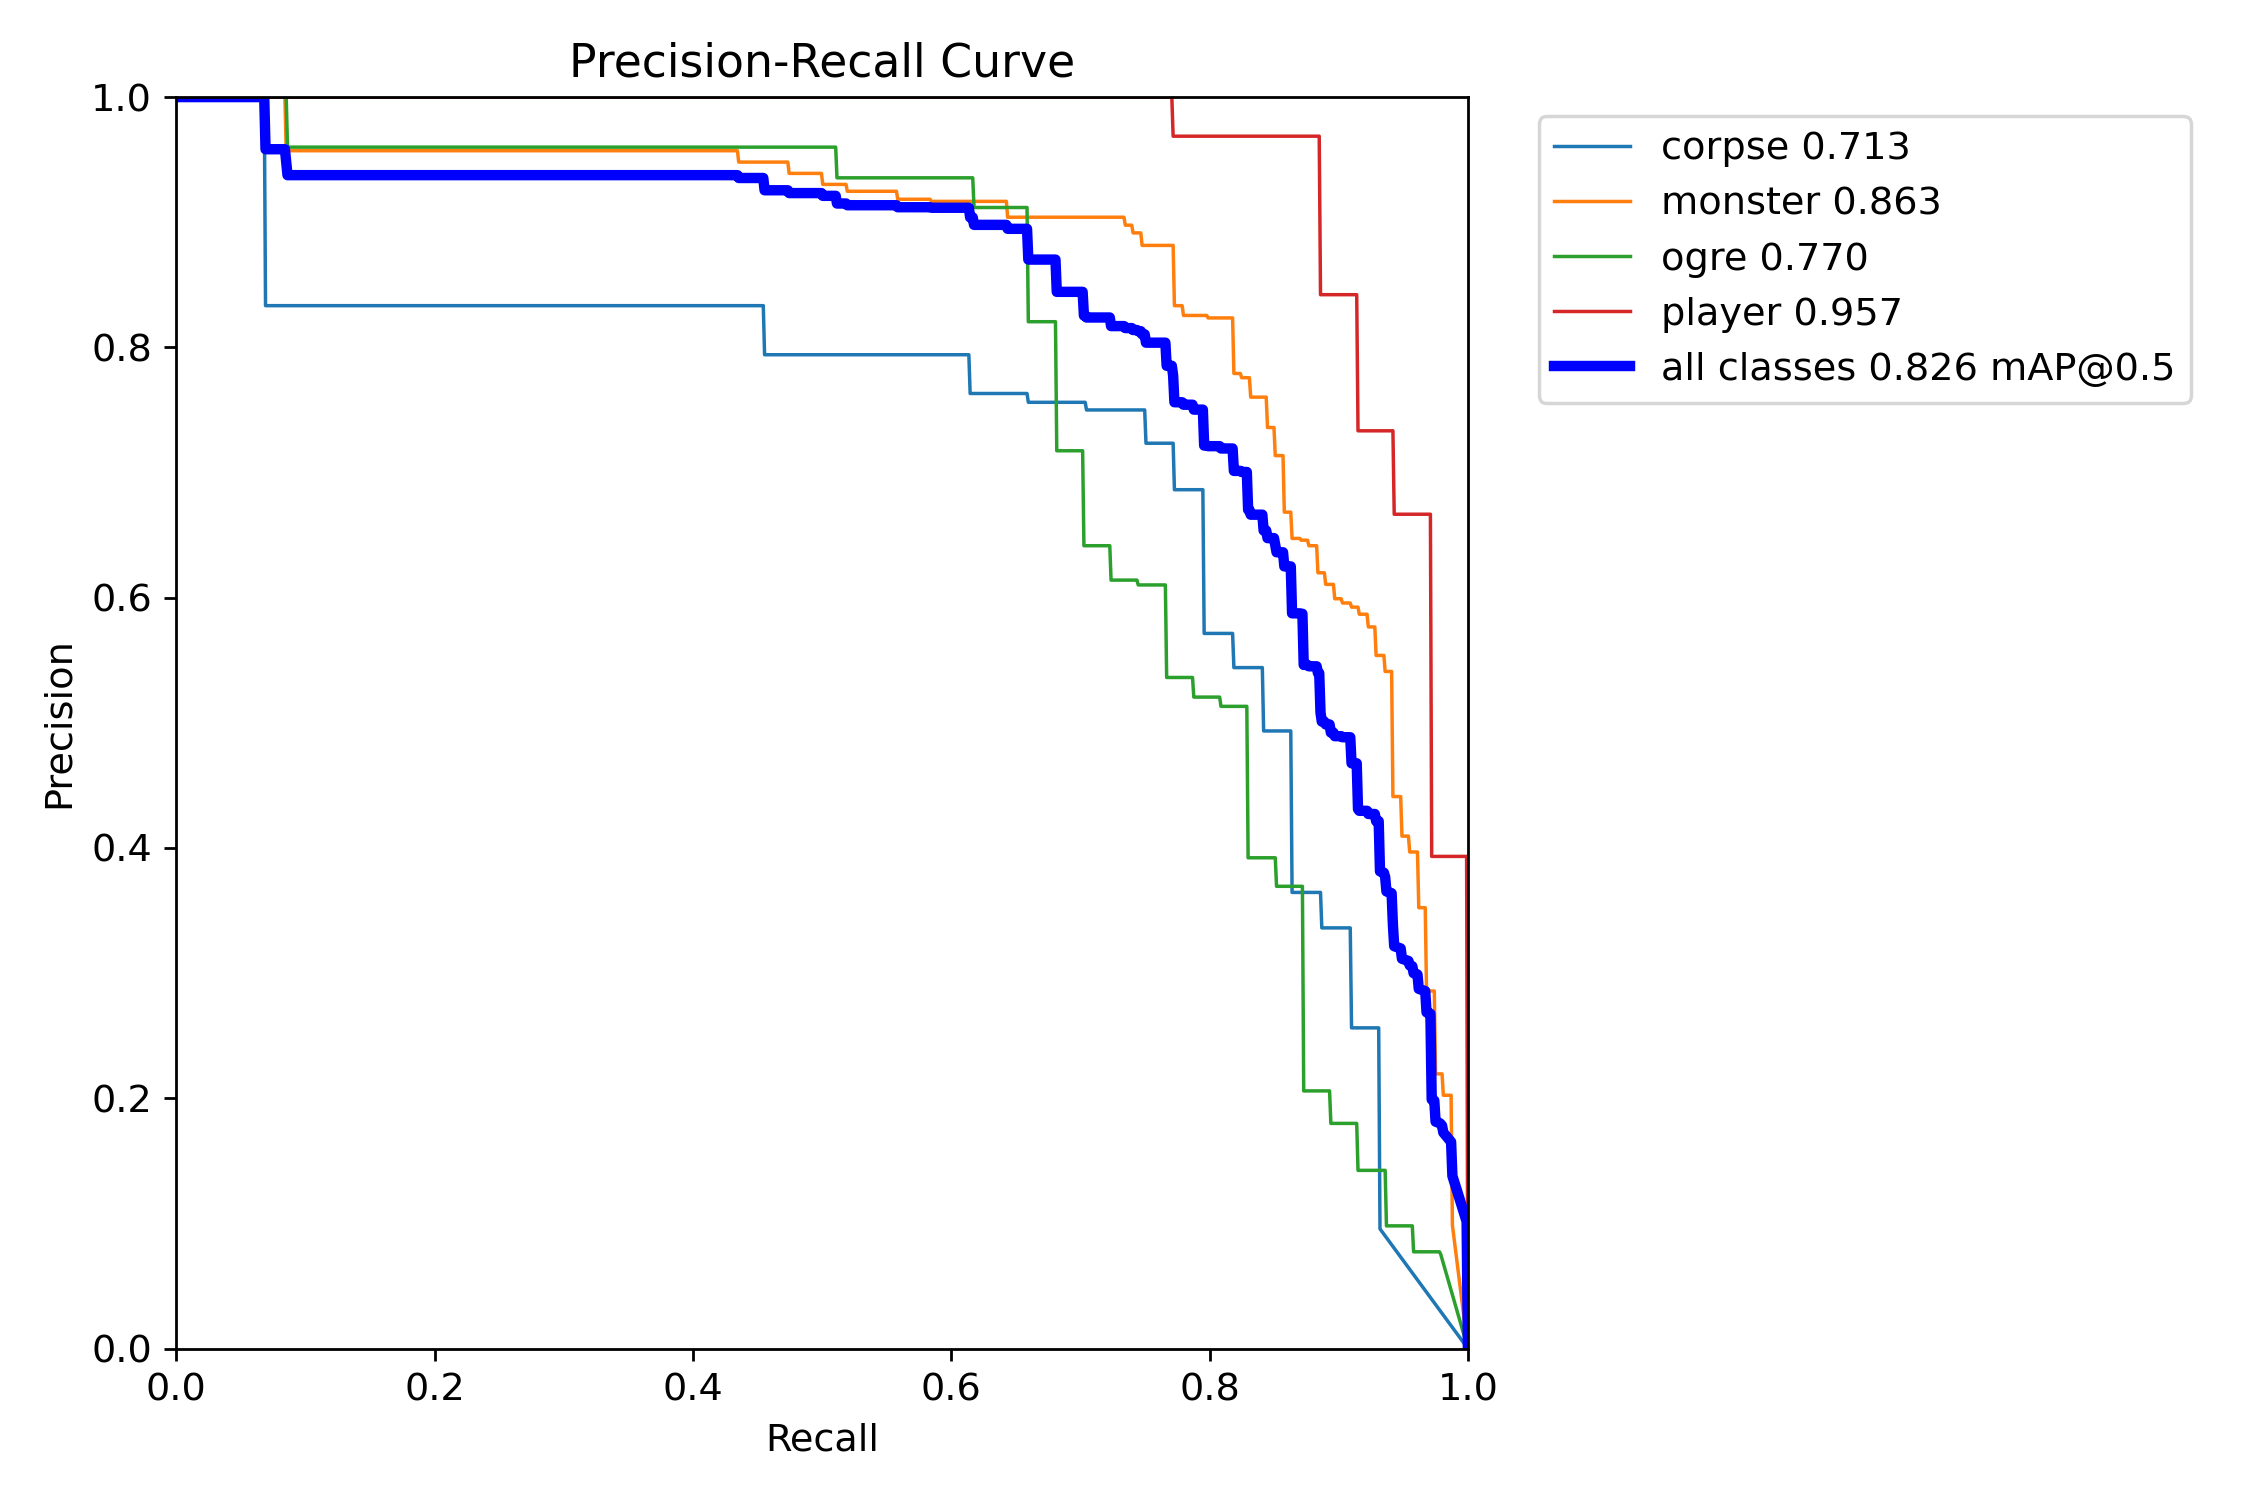 Precision-Recall Curve
1.0
0.8
0.6
0.4
0.2
0.0
Precision
0.0 0.2 0.4 0.6 0.8 1.0
Recall
corpse 0.713
monster 0.863
ogre 0.770
player 0.957
all classes 0.826 mAP@0.5